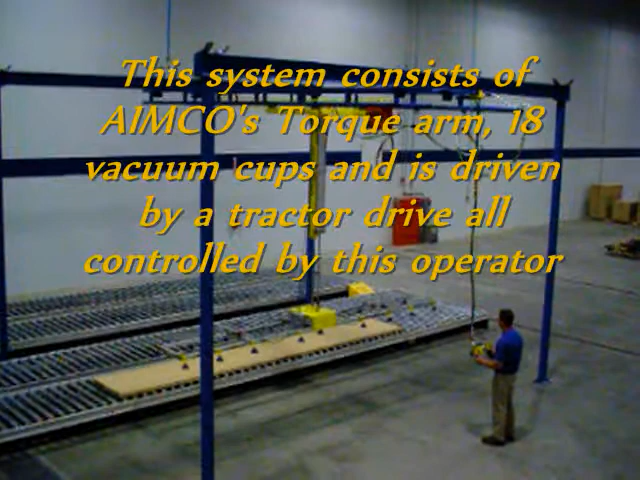 This system consists of
AIMCO's Torque arm, 18
vacuum cups and is driven
by a tractor drive all
controlled by this operator